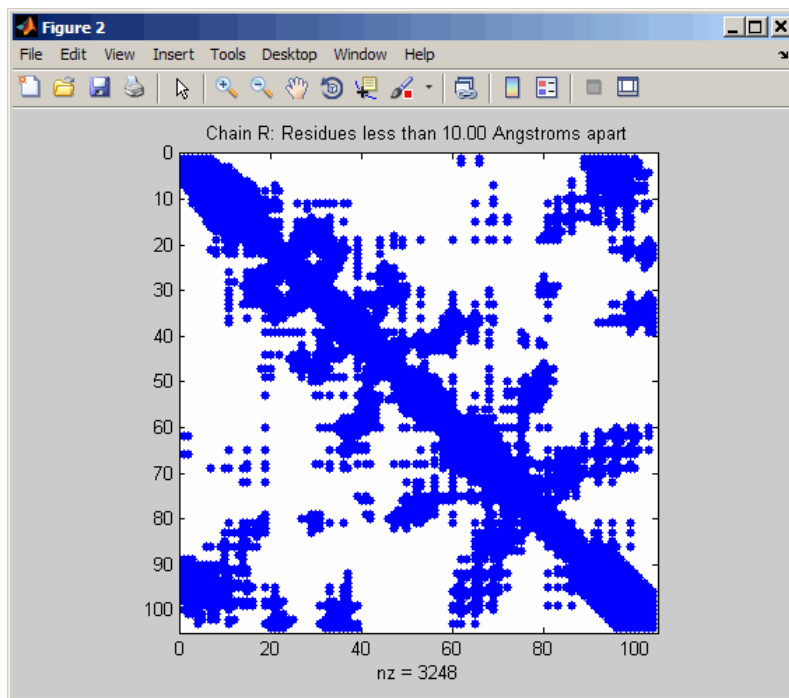 Figure 2
File Edit View Insert Tools Desktop Window Help
Chain R: Residues less than 10.00 Angstroms apart
0
10
20
30
40
50
60
70
80
90
100
0 20 40 60 80 100
nz = 3248